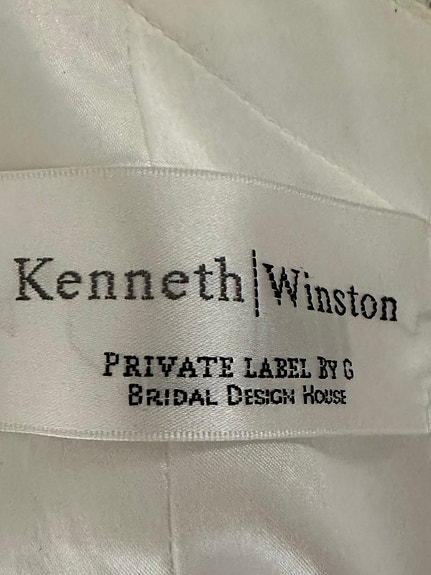 Kenneth|Winston
PRIVATE LABEL BY G
BRIDAL DESIGN HOUSE